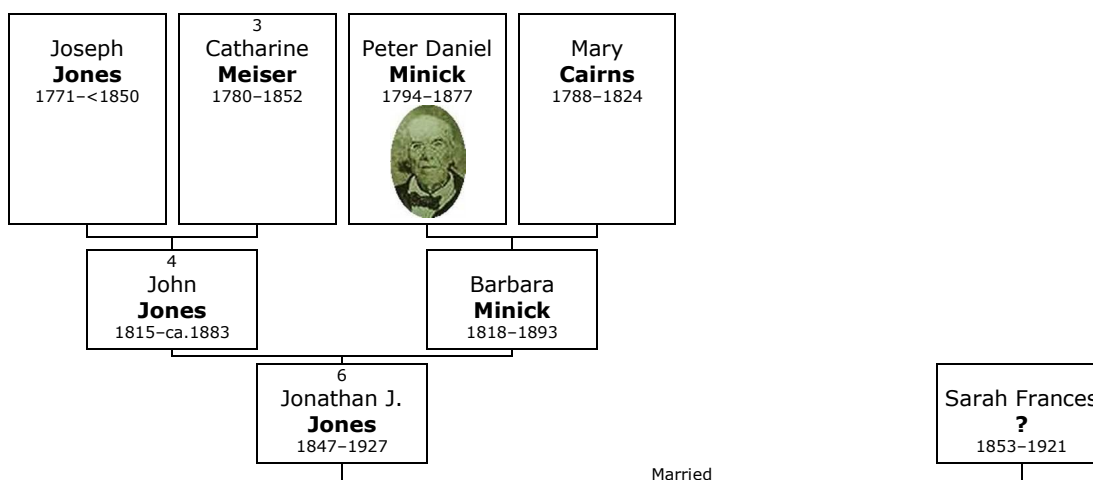 Joseph
Jones
1771–<1850
3
Catharine
Meiser
1780–1852
Peter Daniel
Minick
1794–1877
Mary
Cairns
1788–1824
4
John
Jones
1815–ca.1883
Barbara
Minick
1818–1893
6
Jonathan J.
Jones
1847–1927
Sarah Frances
?
1853–1921
Married